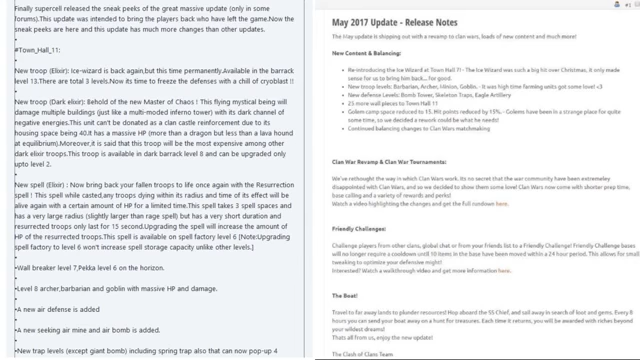 Finally supercell released the sneak peeks of the great massive update (only in some
forums).This update was intended to bring the players back who have left the game.Now the
sneak peeks are here and this update has much more changes than other updates.
•
#Town_Hall_11:
•
New troop (Elixir): Ice-wizard is back again,but this time permanently.Available in the barrack
level 13.There are total 3 levels.Now its time to freeze the defenses with a chill of cryoblast !!
•
New troop (Dark elixir): Behold of the new Master of Chaos ! This flying mystical being will
damage multiple buildings (just like a multi-moded inferno tower) with its dark channel of
negative energies.This unit can't be donated as a clan castle reinforcement due to its
housing space being 40.It has a massive HP (more than a dragon but less than a lava hound
at equilibrium).Moreover,it is said that this troop will be the most expensive among other
dark elixir troops.This troop is available in dark barrack level 8 and can be upgraded only
upto level 2.
•
New spell (Elixir) : Now bring back your fallen troops to life once again with the Resurrection
spell ! This spell while casted,any troops dying within its radius and time of its effect will be
alive again with a certain amount of HP for a limited time.This spell takes 3 spell spaces and
has a very large radius (slightly larger than rage spell) but has a very short duration and
resurrected troops only last for 15 second.Upgrading the spell will increase the amount of
HP of the resurrected troops.This spell is available on spell factory level 6 [Note:Upgrading
spell factory to level 6 won't increase spell storage capacity unlike other levels.]
•
•Wall breaker level 7,Pekka level 6 on the horizon.
•
•Level 8 archer,barbarian and goblin with massive HP and damage.
•
•A new air defense is added
•
•A new seeking air mine and air bomb is added.
•
•New trap levels (except giant bomb) including spring trap also that can now pop-up 4
May 2017 Update - Release Notes
The May update is shipping out with a revamp to clan wars, loads of new content and much more!
New Content & Balancing:
• Re-introducing the Ice Wizard at Town Hall 7! - The Ice Wizard was such a big hit over Christmas, it only made
sense for us to bring him back... for good.
• New troop levels: Barbarian, Archer, Minion, Goblin. - It was high time farming units got some love! <3
• New defence Levels: Bomb Tower, Skeleton Traps, Eagle Artillery
• 25 more wall pieces to Town Hall 11
• Golem camp space reduced to 15. Hit points reduced by 15%. - Golems have been in a strange place for quite
some time, so we decided a rework could be what he needs!
• Continued balancing changes to Clan Wars matchmaking
Clan War Revamp & Clan War Tournaments:
We've rethought the way in which Clan War. Its no secret that the war community have been extremely
disappointed with Clan Wars, and so we decided to show them some love! Clan Wars now come with shorter prep time,
base calling and a variety of rewards and perks!
Watch a video highlighting the changes and get the full rundown here.
Friendly Challenges:
Challenge players from other clans, global chat or from your friends list to a Friendly Challenge! Friendly Challenge bases
will no longer require a cooldown until 10 items in the base have been moved within a 24 hour period. This allows for small
tweaking to optimize your defensive might!
Interested? Watch a walkthrough video and get more information here.
The Boat!
Travel to far away lands to plunder resources! Hop aboard the SS Chief, and sail away in search of loot and gems. Every 8
hours you can send your boat away on a hunt for treasures. Each time it returns, you will be awarded with riches beyond
your wildest dreams!
Thats all from us, enjoy the new update!
The Clash of Clans Team